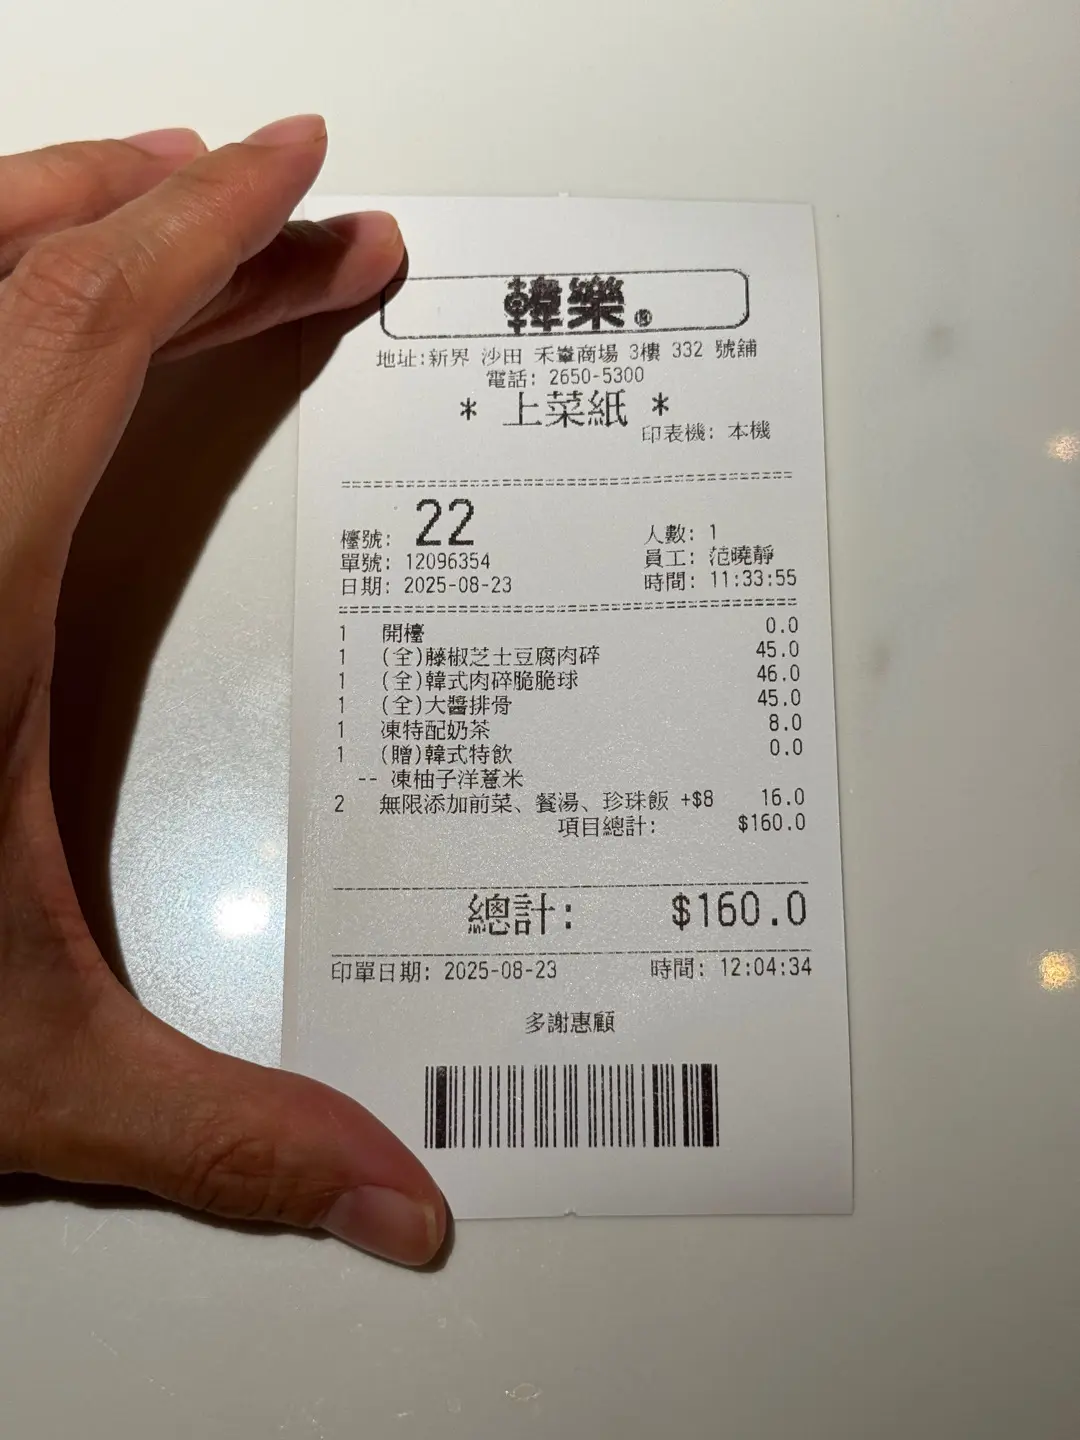 韓樂®
地址:新界 沙田 禾輋商場 3樓 332 號舖
電話: 2650-5300
* 上菜紙 *
印表機: 本機
檯號: 22 人數: 1
單號: 12096354 員工: 范曉靜
日期: 2025-08-23 時間: 11:33:55
1 開檯 0.0
1 (全)藤椒芝士豆腐肉碎 45.0
1 (全)韓式肉碎脆脆球 46.0
1 (全)大醬排骨 45.0
1 凍特配奶茶 8.0
1 (贈)韓式特飲 0.0
-- 凍柚子洋薏米
2 無限添加前菜、餐湯、珍珠飯 +$8 16.0
項目總計: $160.0
總計: $160.0
印單日期: 2025-08-23 時間: 12:04:34
多謝惠顧